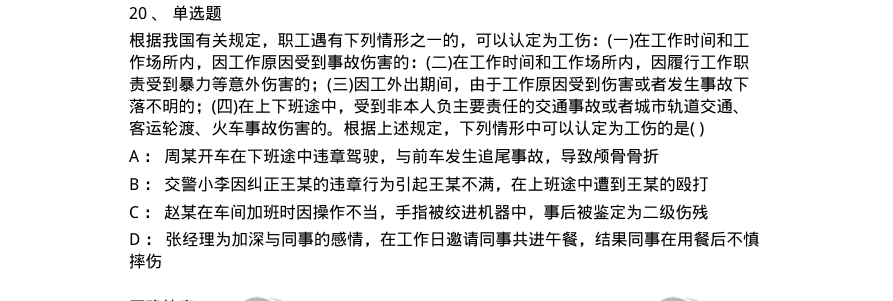 20 、 单选题
根据我国有关规定，职工遇有下列情形之一的，可以认定为工伤：(一)在工作时间和工
作场所内，因工作原因受到事故伤害的：(二)在工作时间和工作场所内，因履行工作职
责受到暴力等意外伤害的；(三)因工外出期间，由于工作原因受到伤害或者发生事故下
落不明的；(四)在上下班途中，受到非本人负主要责任的交通事故或者城市轨道交通、
客运轮渡、火车事故伤害的。根据上述规定，下列情形中可以认定为工伤的是( )
A ： 周某开车在下班途中违章驾驶，与前车发生追尾事故，导致颅骨骨折
B ： 交警小李因纠正王某的违章行为引起王某不满，在上班途中遭到王某的殴打
C ： 赵某在车间加班时因操作不当，手指被绞进机器中，事后被鉴定为二级伤残
D ： 张经理为加深与同事的感情，在工作日邀请同事共进午餐，结果同事在用餐后不慎
摔伤